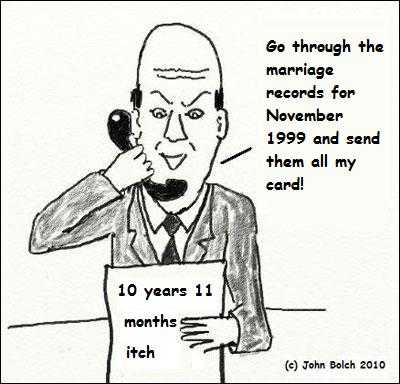 Go through the
marriage
records for
November
1999 and send
them all my
card!
10 years 11
months
itch
(c) John Bolch 2010